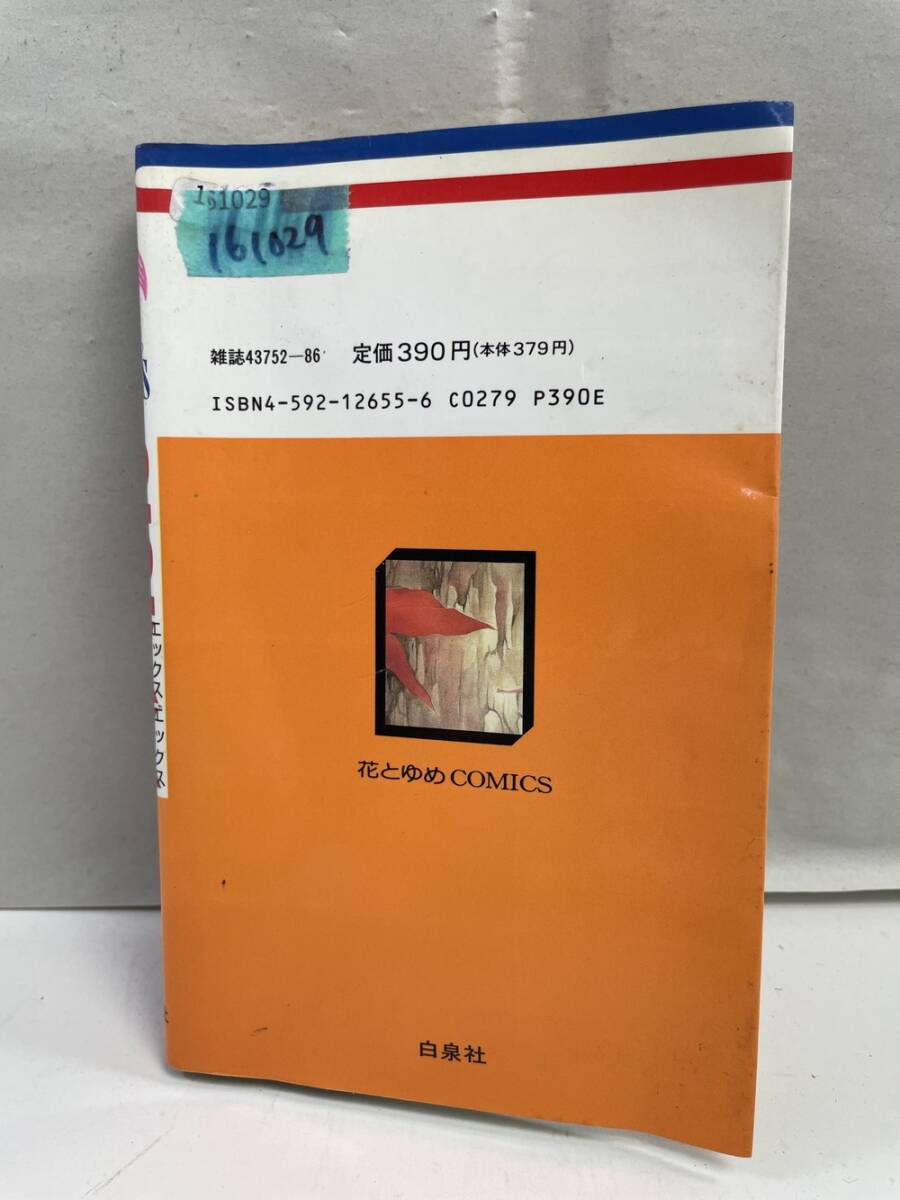 161029
161029
雑誌43752-86 定価390円(本体379円)
ISBN4-592-12655-6 C0279 P390E
エックスエックス
花とゆめCOMICS
白泉社